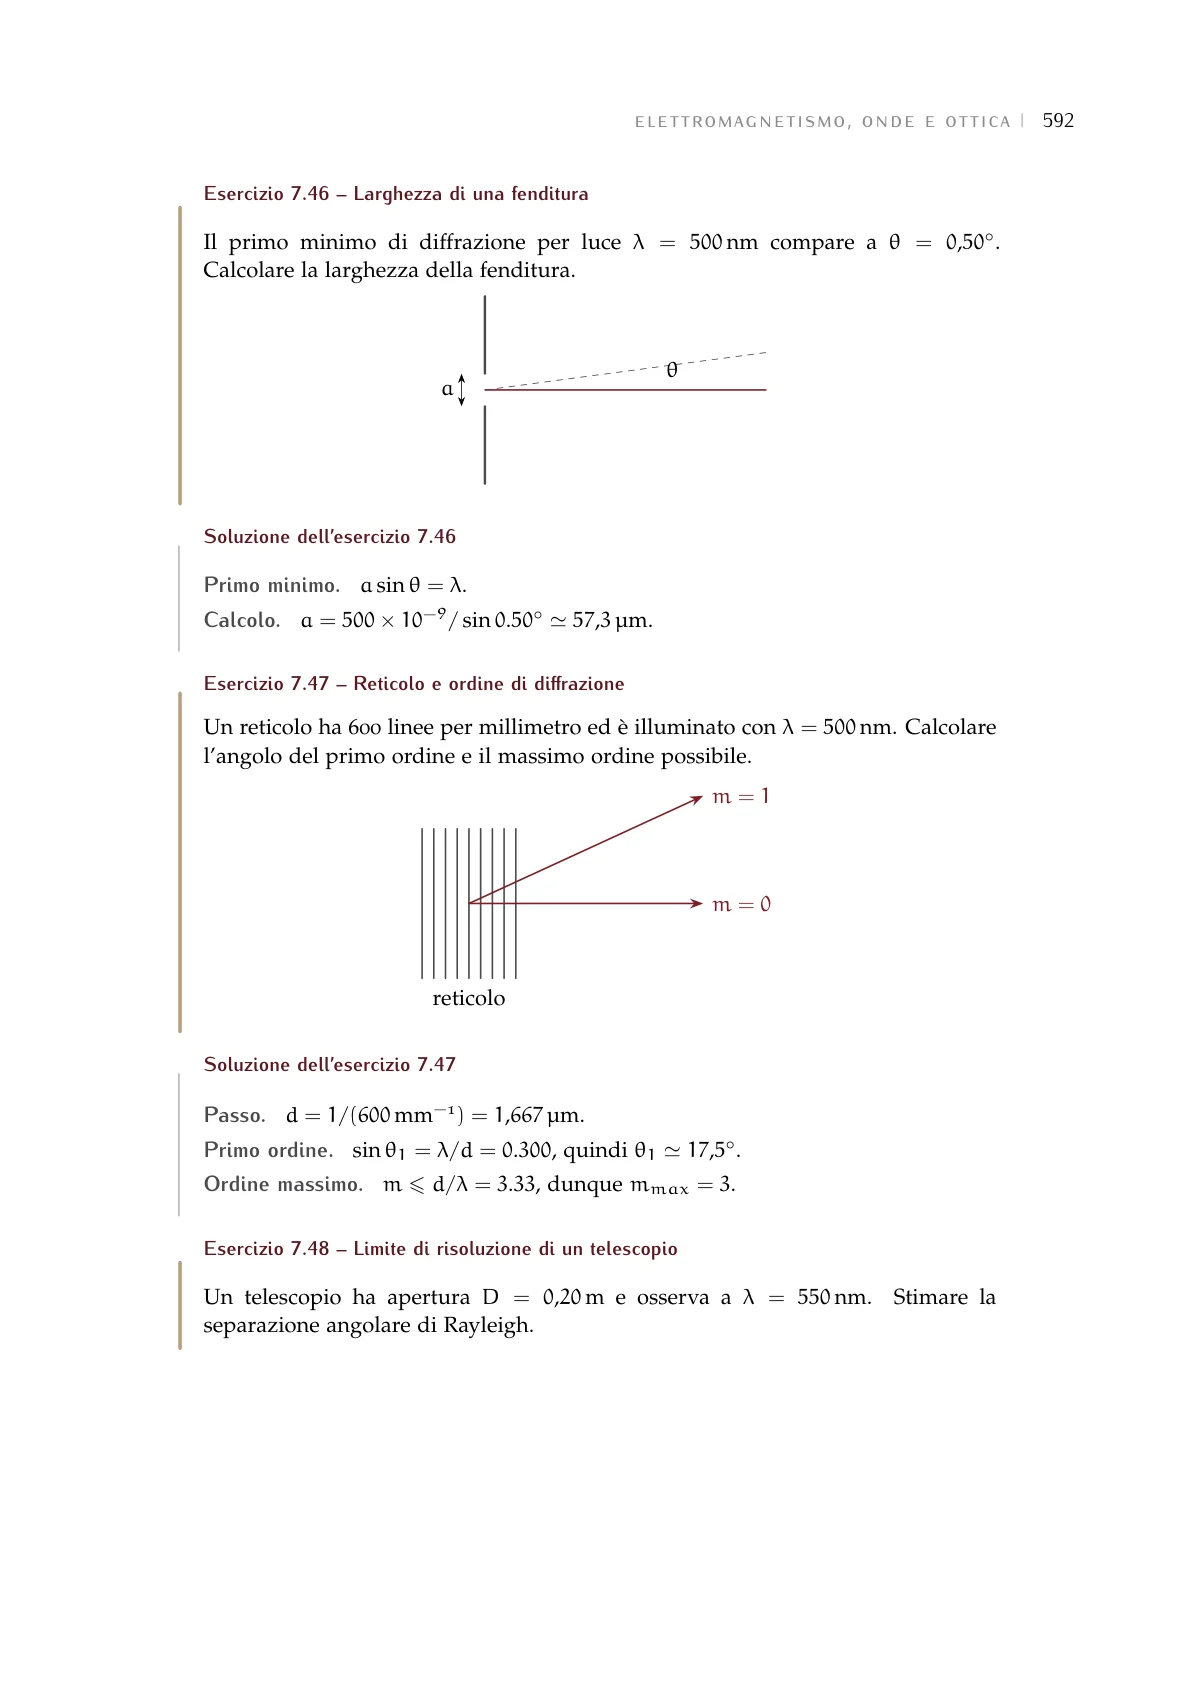 ELETTROMAGNETISMO, ONDE E OTTICA | 592
Esercizio 7.46 – Larghezza di una fenditura
Il primo minimo di diffrazione per luce λ = 500 nm compare a θ = 0,50°.
Calcolare la larghezza della fenditura.
θ
a
Soluzione dell'esercizio 7.46
Primo minimo. a sin θ = λ.
Calcolo. a = 500 × 10⁻⁹/ sin 0.50° ≃ 57,3 µm.
Esercizio 7.47 – Reticolo e ordine di diffrazione
Un reticolo ha 600 linee per millimetro ed è illuminato con λ = 500 nm. Calcolare
l'angolo del primo ordine e il massimo ordine possibile.
m = 1
m = 0
reticolo
Soluzione dell'esercizio 7.47
Passo. d = 1/(600 mm⁻¹) = 1,667 µm.
Primo ordine. sin θ₁ = λ/d = 0.300, quindi θ₁ ≃ 17,5°.
Ordine massimo. m ⩽ d/λ = 3.33, dunque mₘₐₓ = 3.
Esercizio 7.48 – Limite di risoluzione di un telescopio
Un telescopio ha apertura D = 0,20 m e osserva a λ = 550 nm. Stimare la
separazione angolare di Rayleigh.